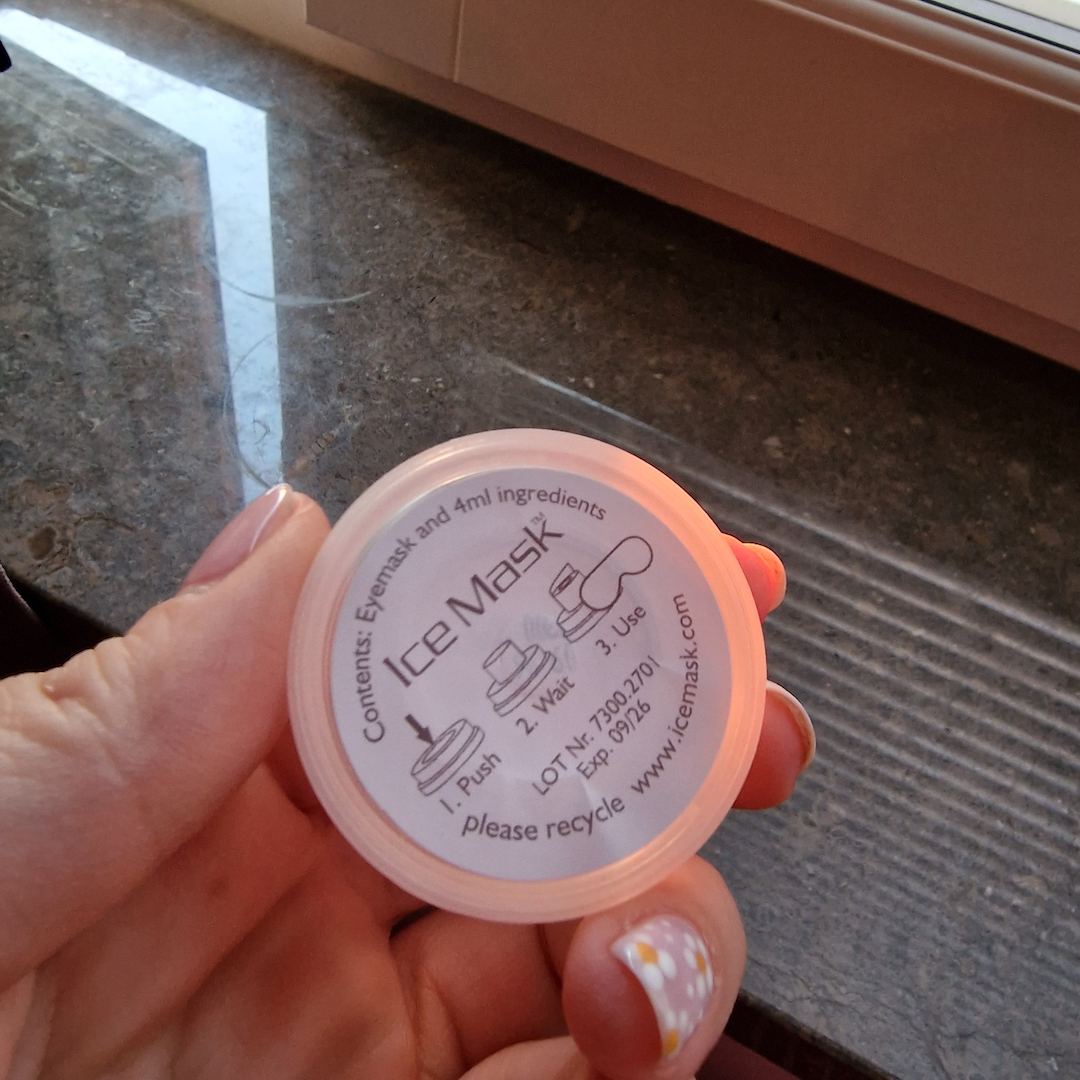 Contents: Eyemask and 4ml ingredients
Ice Mask™
1. Push
2. Wait
3. Use
LOT Nr. 7300.2701
Exp. 09/26
please recycle
www.icemask.com